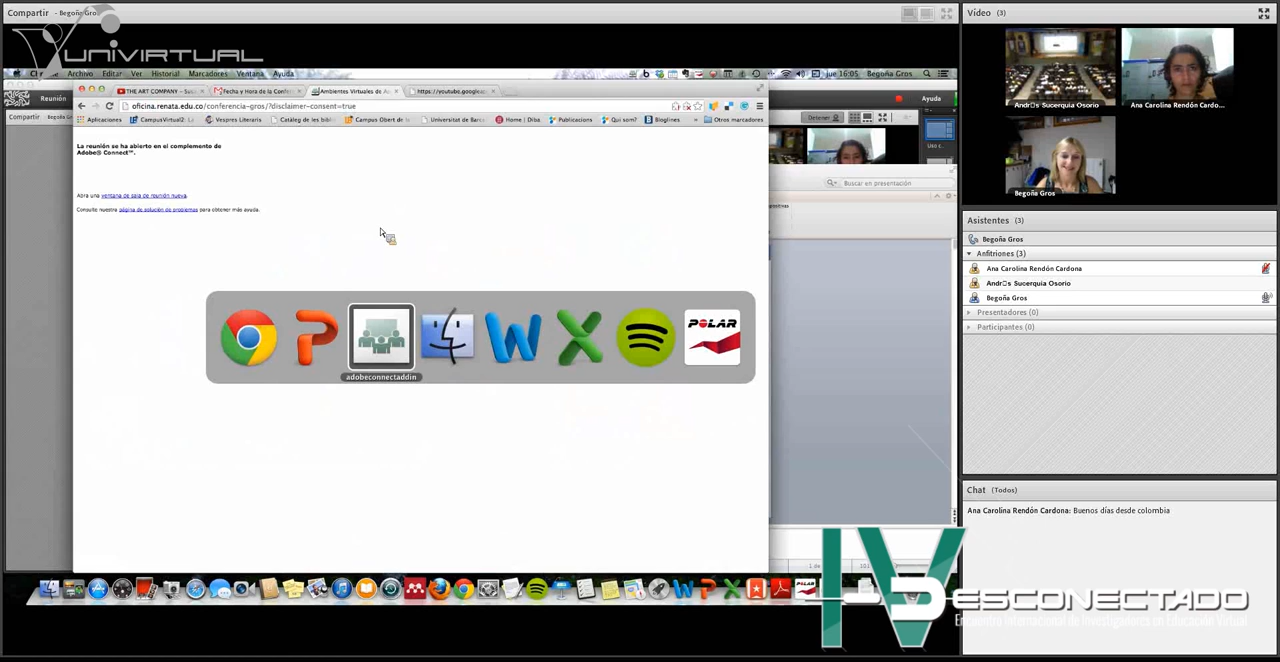 Compartir - Begoña Gros
UNIVIRTUAL
Archivo Editar Ver Historial Marcadores Ventana Ayuda
jue 16:05 Begoña Gros
Reunión
Ayuda
THE ART COMPANY
Fecha y Hora de la Confere
Ambientes Virtuales de A
https://youtube.google
oficina.renata.edu.co/conferencia-gros/?disclaimer-consent=true
Compartir
Detener
Aplicaciones CampusVirtual2: Vespres Literaris Catàleg de les bibl Campus Obert de Universitat de Barc Home | Diba Publicacions Qui som? Bloglines » Otros marcadores
La reunión se ha abierto en el complemento de
Adobe® Connect™.
Abra una ventana de sala de reunión nueva.
Consulte nuestra página de solución de problemas para obtener más ayuda.
Buscar en presentación
POLAR
adobeconnectaddin
1 de
Vídeo (3)
Andr▯s Sucerquia Osorio
Ana Carolina Rendón Cardo...
Begoña Gros
Asistentes (3)
Begoña Gros
Anfitriones (3)
Ana Carolina Rendón Cardona
Andr▯s Sucerquia Osorio
Begoña Gros
Presentadores (0)
Participantes (0)
Chat (Todos)
Ana Carolina Rendón Cardona: Buenos días desde colombia
IV
DESCONECTADO
Encuentro Internacional de Investigadores en Educación Virtual